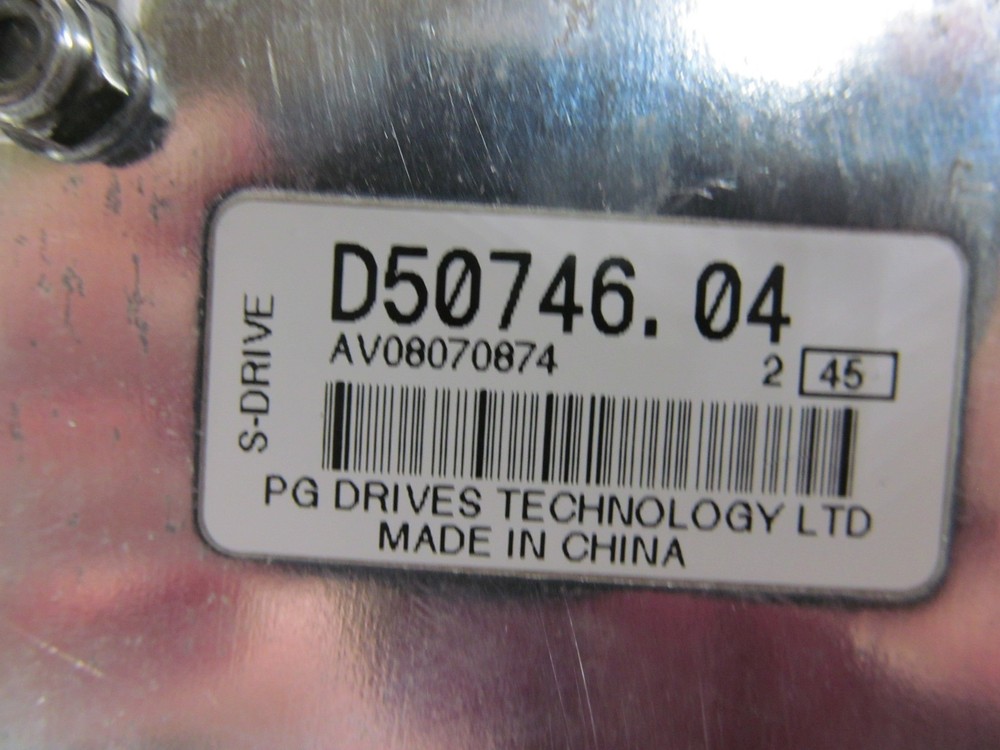 S-DRIVE
D50746.04
AV08070874
2 45
PG DRIVES TECHNOLOGY LTD
MADE IN CHINA